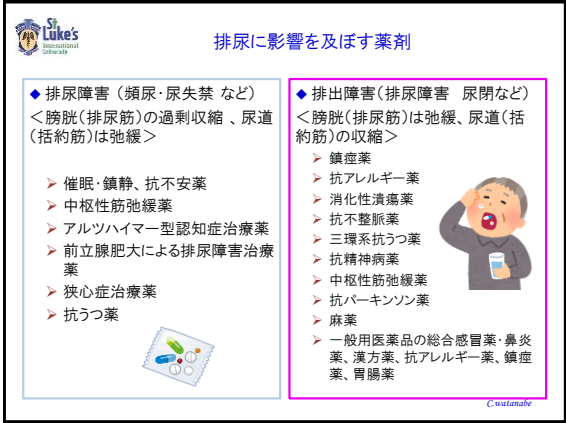 St. Luke's
International
University
排尿に影響を及ぼす薬剤
◆ 排尿障害 (頻尿・尿失禁 など)
＜膀胱(排尿筋)の過剰収縮 、尿道
(括約筋)は弛緩＞
➢ 催眠・鎮静、抗不安薬
➢ 中枢性筋弛緩薬
➢ アルツハイマー型認知症治療薬
➢ 前立腺肥大による排尿障害治療
薬
➢ 狭心症治療薬
➢ 抗うつ薬
◆ 排出障害(排尿障害 尿閉など)
＜膀胱(排尿筋)は弛緩、尿道(括
約筋)の収縮＞
➢ 鎮痙薬
➢ 抗アレルギー薬
➢ 消化性潰瘍薬
➢ 抗不整脈薬
➢ 三環系抗うつ薬
➢ 抗精神病薬
➢ 中枢性筋弛緩薬
➢ 抗パーキンソン薬
➢ 麻薬
➢ 一般用医薬品の総合感冒薬・鼻炎
薬、漢方薬、抗アレルギー薬、鎮痙
薬、胃腸薬
C.watanabe